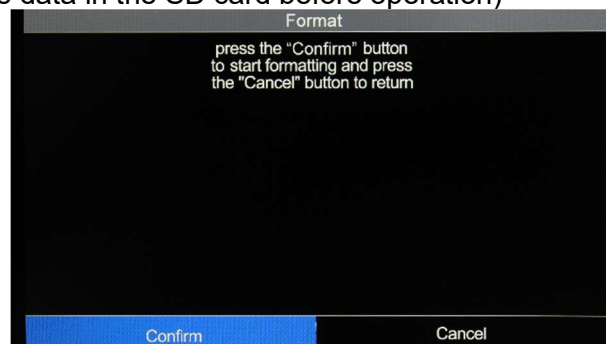 data in the SD card before operation)
Format
press the “Confirm” button
to start formatting and press
the "Cancel" button to return
Confirm Cancel